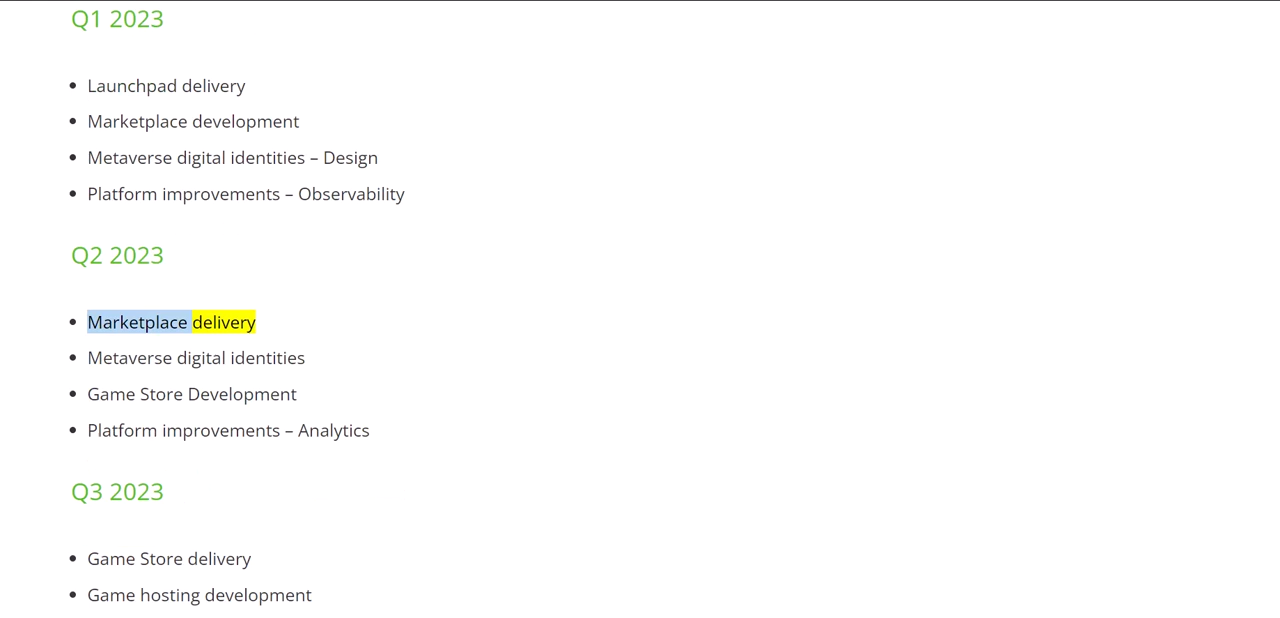 Q1 2023
Launchpad delivery
Marketplace development
Metaverse digital identities – Design
Platform improvements – Observability
Q2 2023
Marketplace delivery
Metaverse digital identities
Game Store Development
Platform improvements – Analytics
Q3 2023
Game Store delivery
Game hosting development